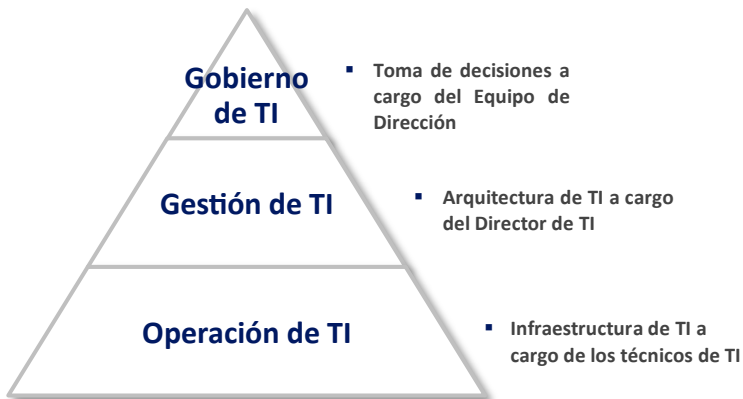 Gobierno
de TI
▪ Toma de decisiones a
cargo del Equipo de
Dirección
Gestión de TI
▪ Arquitectura de TI a cargo
del Director de TI
Operación de TI
▪ Infraestructura de TI a
cargo de los técnicos de TI